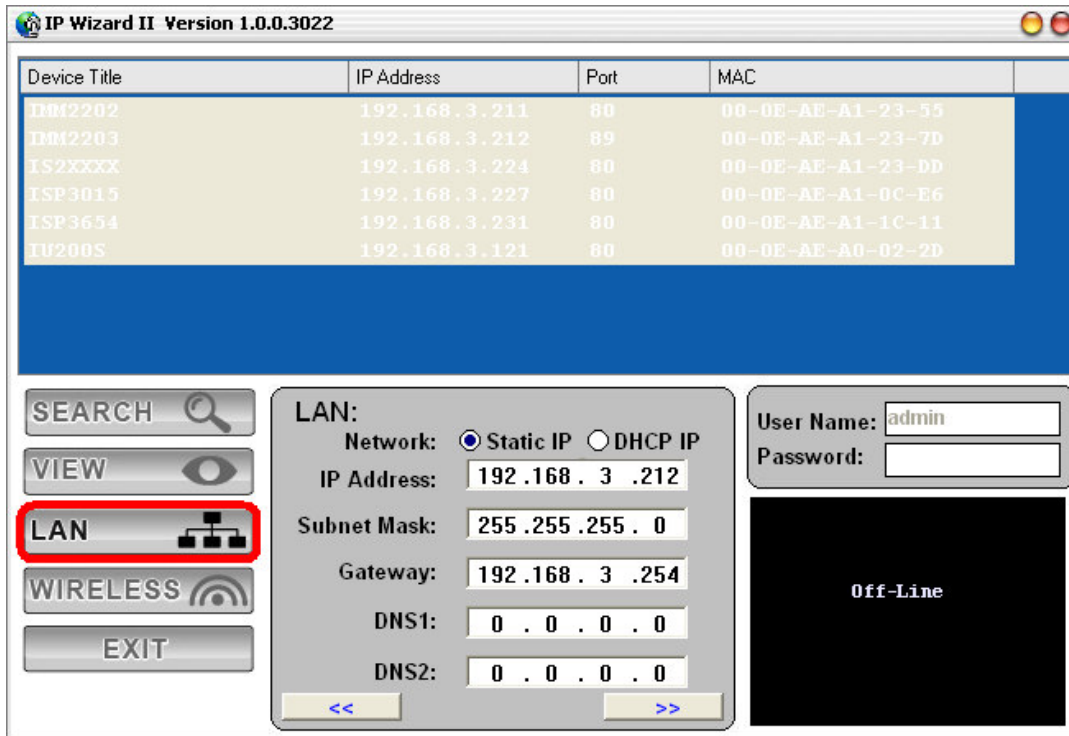 IP Wizard II Version 1.0.0.3022
Device Title IP Address Port MAC
IMM2202 192.168.3.211 80 00-0E-AE-A1-23-55
IMM2203 192.168.3.212 89 00-0E-AE-A1-23-7D
IS2XXXX 192.168.3.224 80 00-0E-AE-A1-23-DD
ISP3015 192.168.3.227 80 00-0E-AE-A1-0C-E6
ISP3654 192.168.3.231 80 00-0E-AE-A1-1C-11
IU200S 192.168.3.121 80 00-0E-AE-A0-02-2D
SEARCH
VIEW
LAN
WIRELESS
EXIT
LAN:
Network: Static IP DHCP IP
IP Address: 192.168. 3 .212
Subnet Mask: 255.255.255. 0
Gateway: 192.168. 3 .254
DNS1: 0 . 0 . 0 . 0
DNS2: 0 . 0 . 0 . 0
<< >>
User Name: admin
Password:
Off-Line